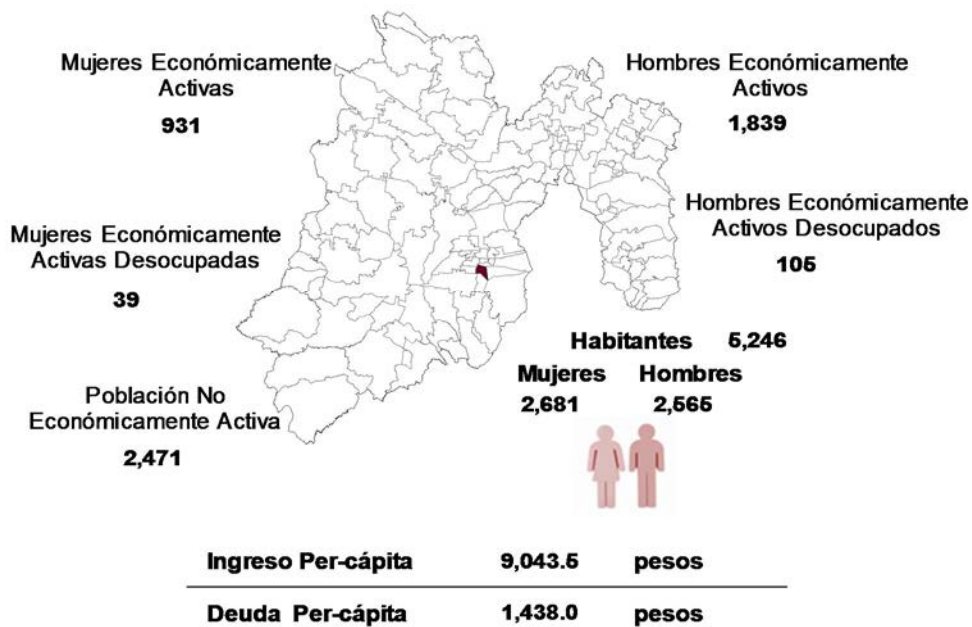 Mujeres Económicamente
Activas
931
Hombres Económicamente
Activos
1,839
Mujeres Económicamente
Activas Desocupadas
39
Hombres Económicamente
Activos Desocupados
105
Habitantes 5,246
Mujeres Hombres
2,681 2,565
Población No
Económicamente Activa
2,471
Ingreso Per-cápita 9,043.5 pesos
Deuda Per-cápita 1,438.0 pesos